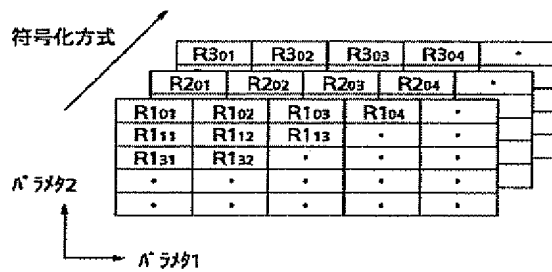 符号化方式
R301 R302 R303 R304 ・
R201 R202 R203 R204 ・
R101 R102 R103 R104 ・
R111 R112 R113 ・ ・
R131 R132 ・ ・ ・
・ ・ ・ ・ ・
・ ・ ・ ・ ・
パラメタ2
パラメタ1